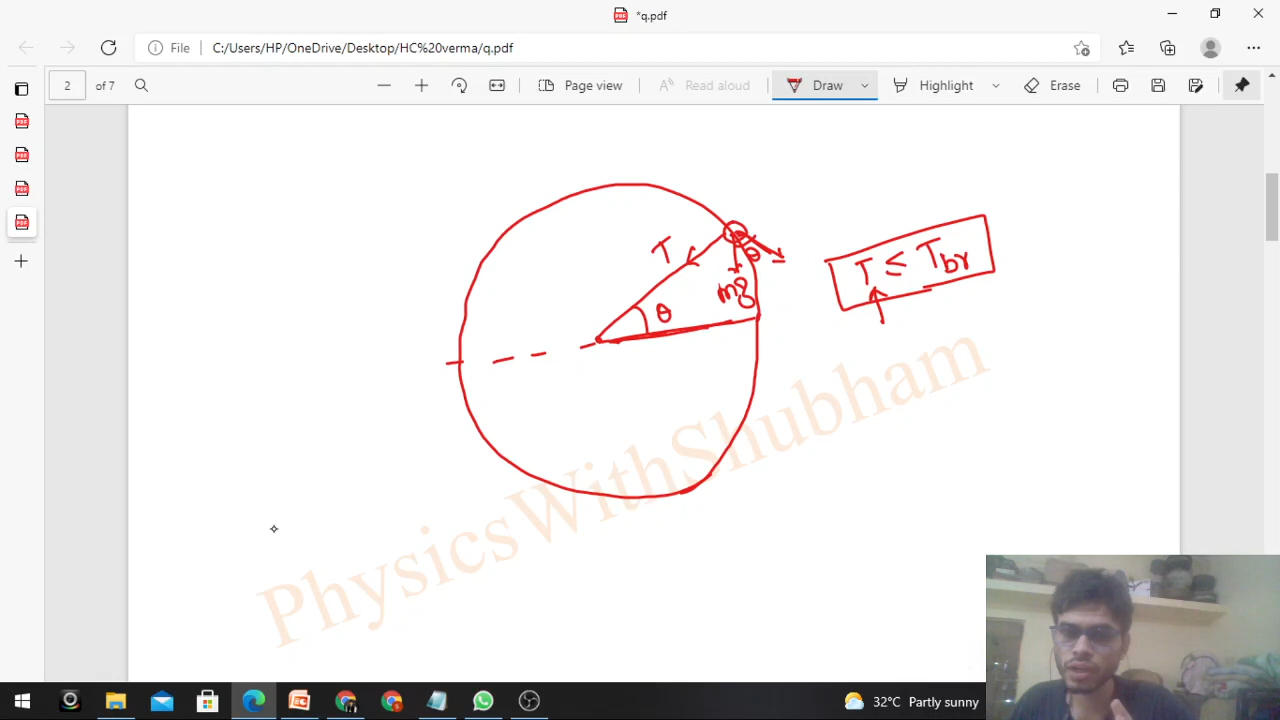 *q.pdf
File C:/Users/HP/OneDrive/Desktop/HC%20verma/q.pdf
2 of 7 Page view Read aloud Draw Highlight Erase
T
θ
mg
θ
T ≤ Tbr
PhysicsWithShubham
32°C Partly sunny